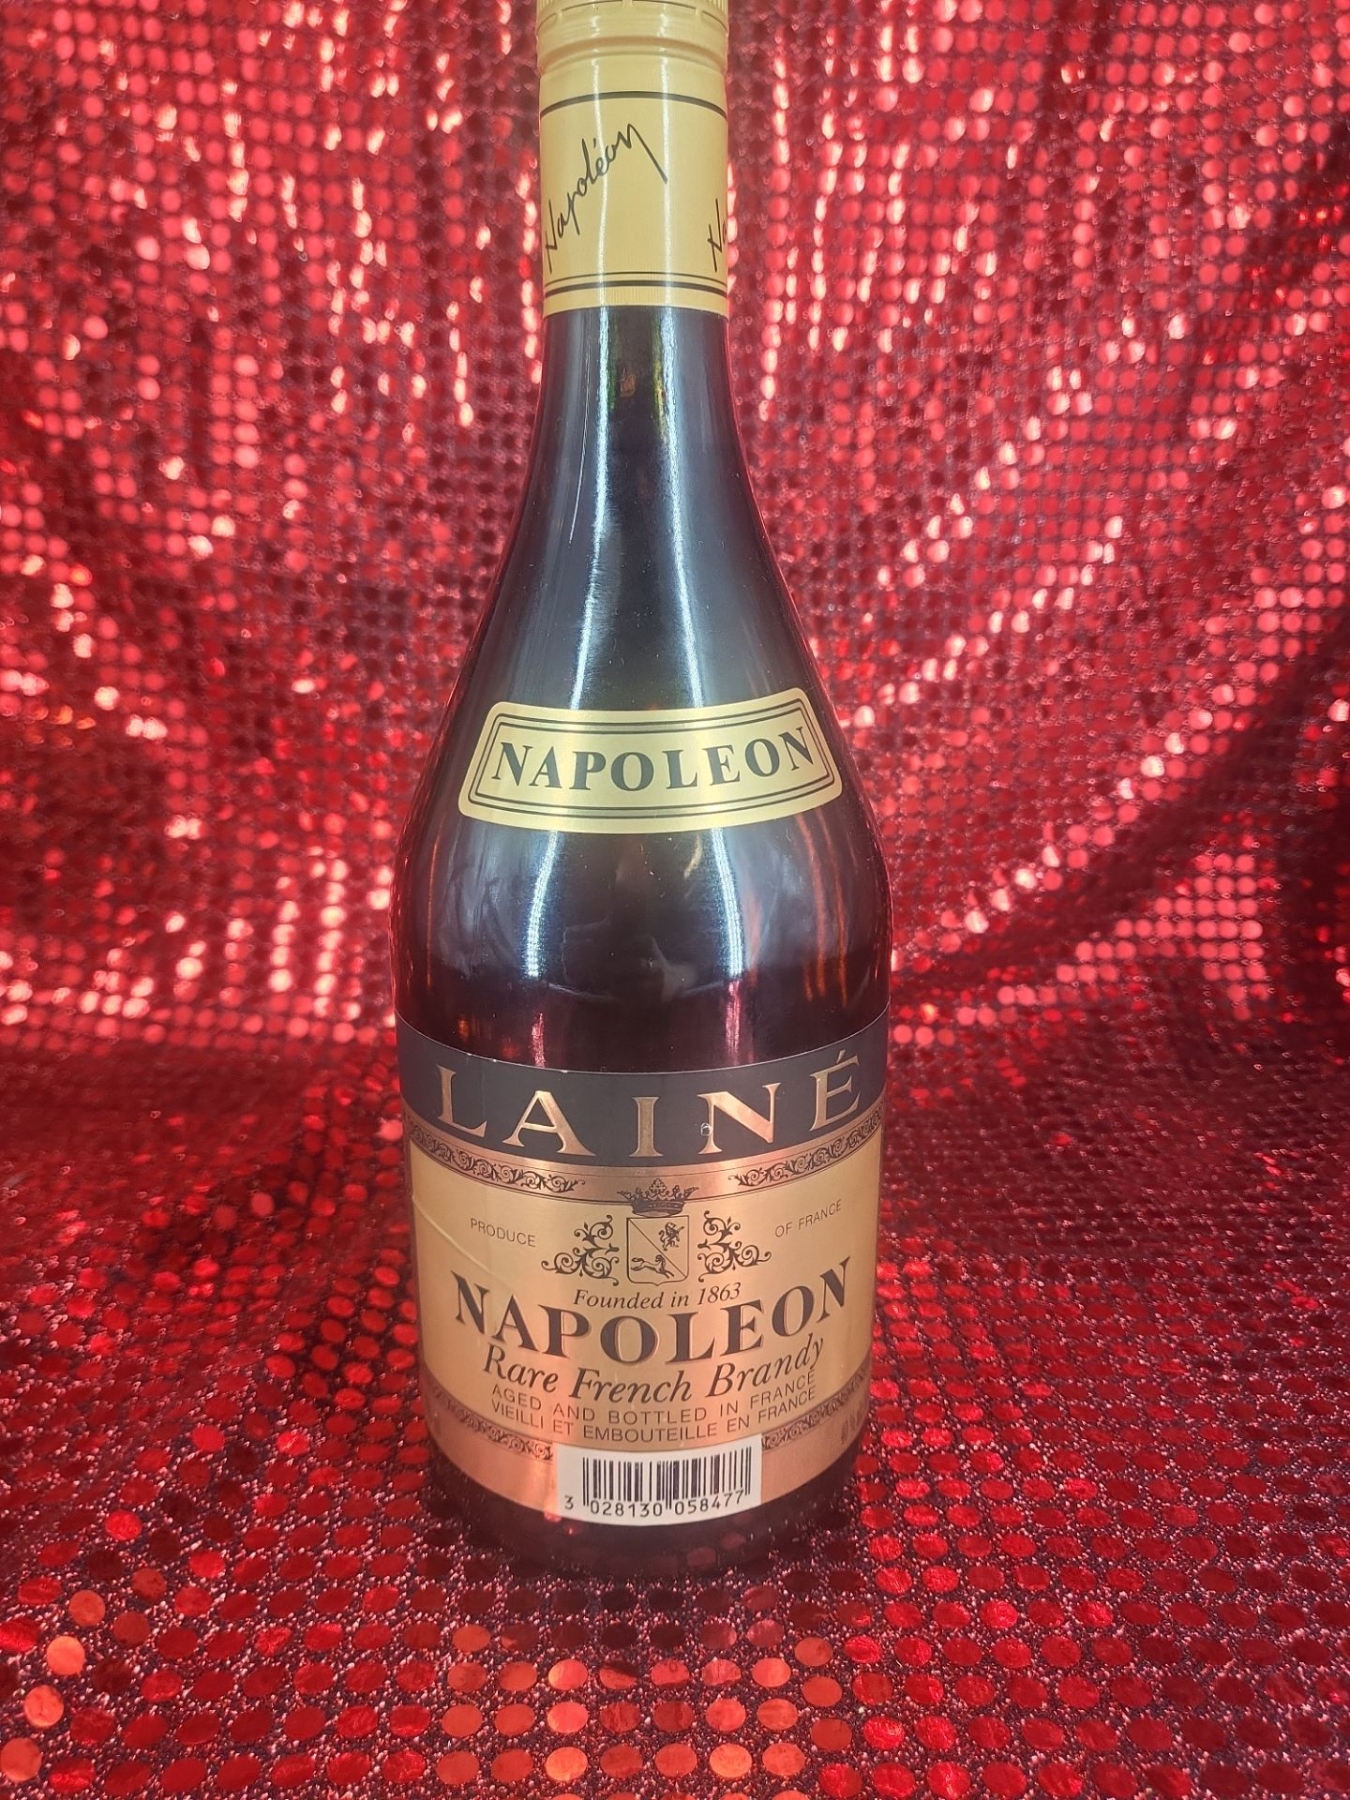 Napoléon
NAPOLEON
LAINÉ
PRODUCE OF FRANCE
Founded in 1863
NAPOLEON
Rare French Brandy
AGED AND BOTTLED IN FRANCE
VIEILLI ET EMBOUTEILLE EN FRANCE
3 028130 058477